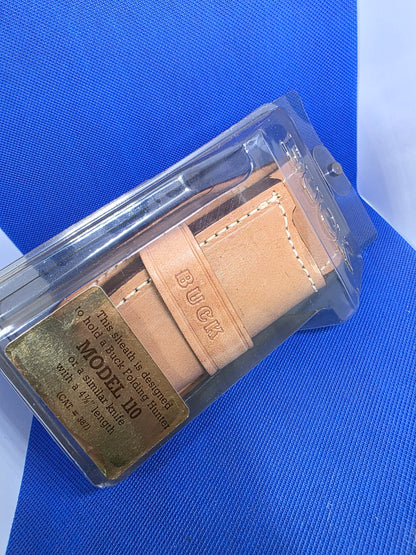 BUCK
This Sheath is designed
to hold a Buck Folding Hunter
MODEL 110
or a similar knife
with a 4⅞" length